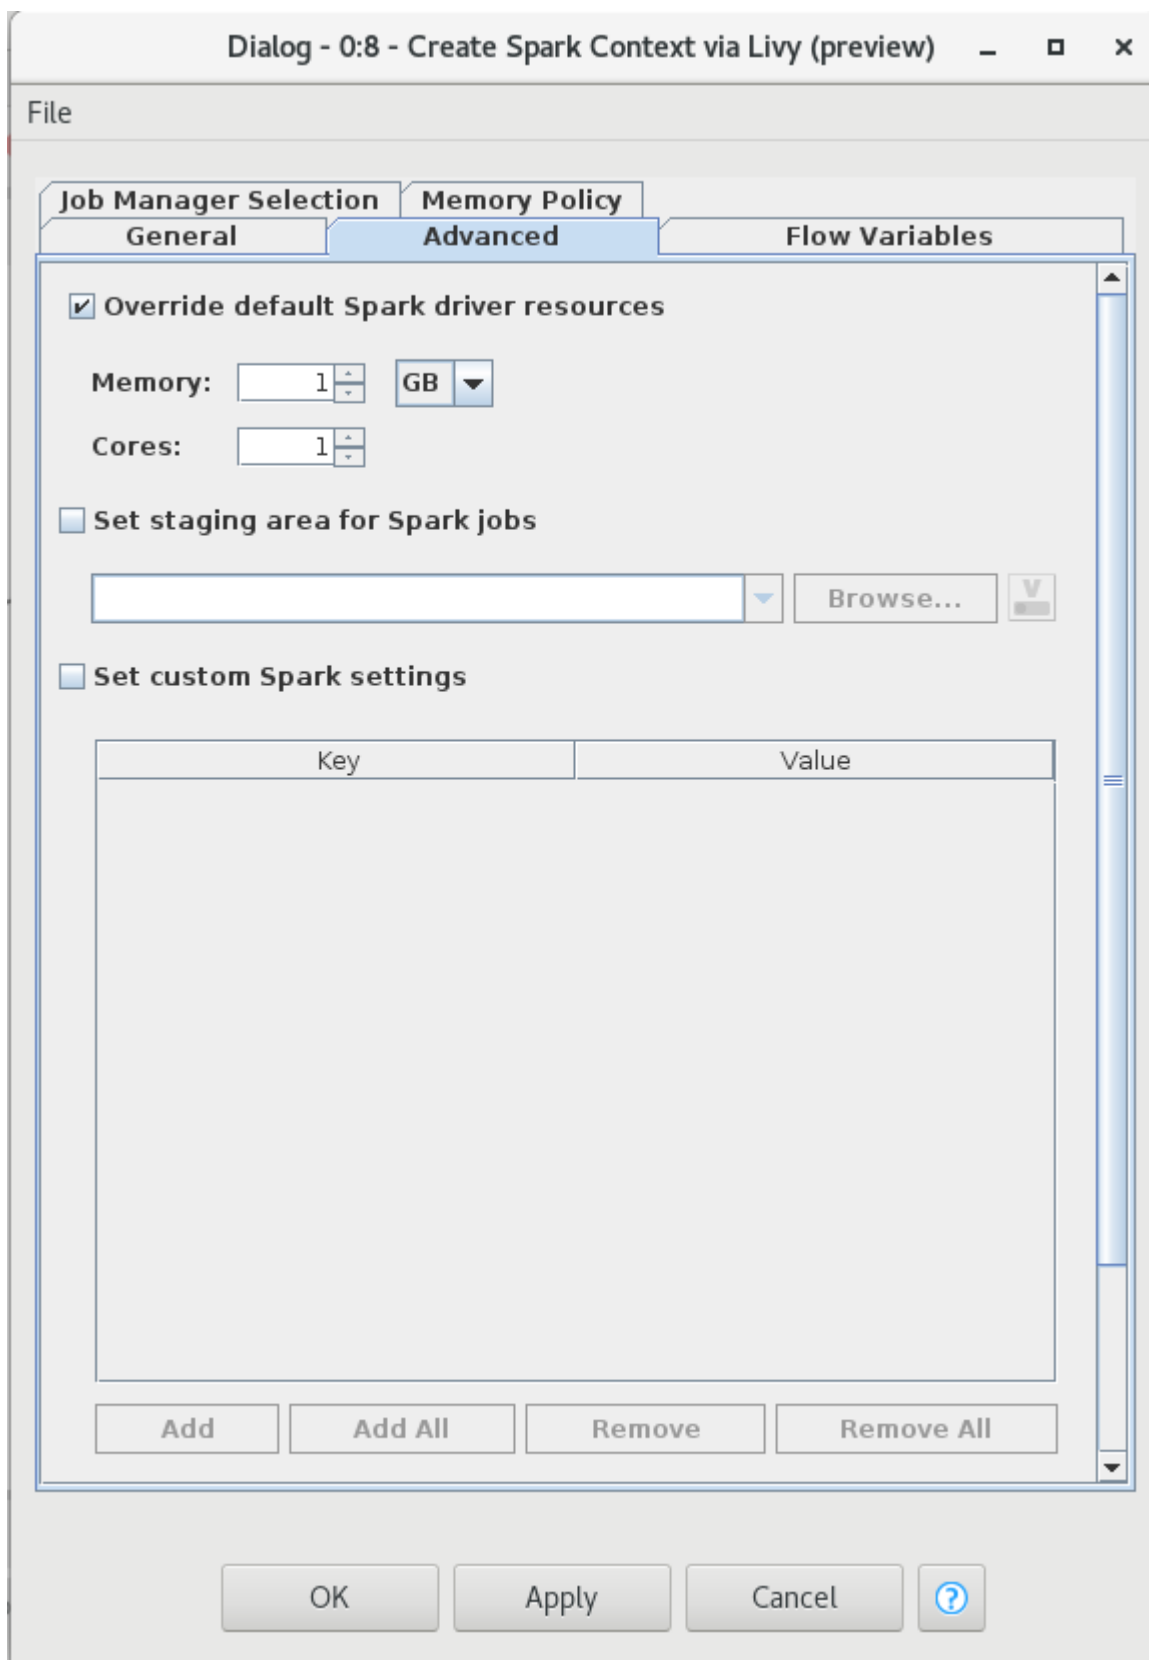 Dialog - 0:8 - Create Spark Context via Livy (preview)
File
Job Manager Selection Memory Policy
General Advanced Flow Variables
Override default Spark driver resources
Memory: 1 GB
Cores: 1
Set staging area for Spark jobs
Browse... V
Set custom Spark settings
Key Value
Add Add All Remove Remove All
OK Apply Cancel ?